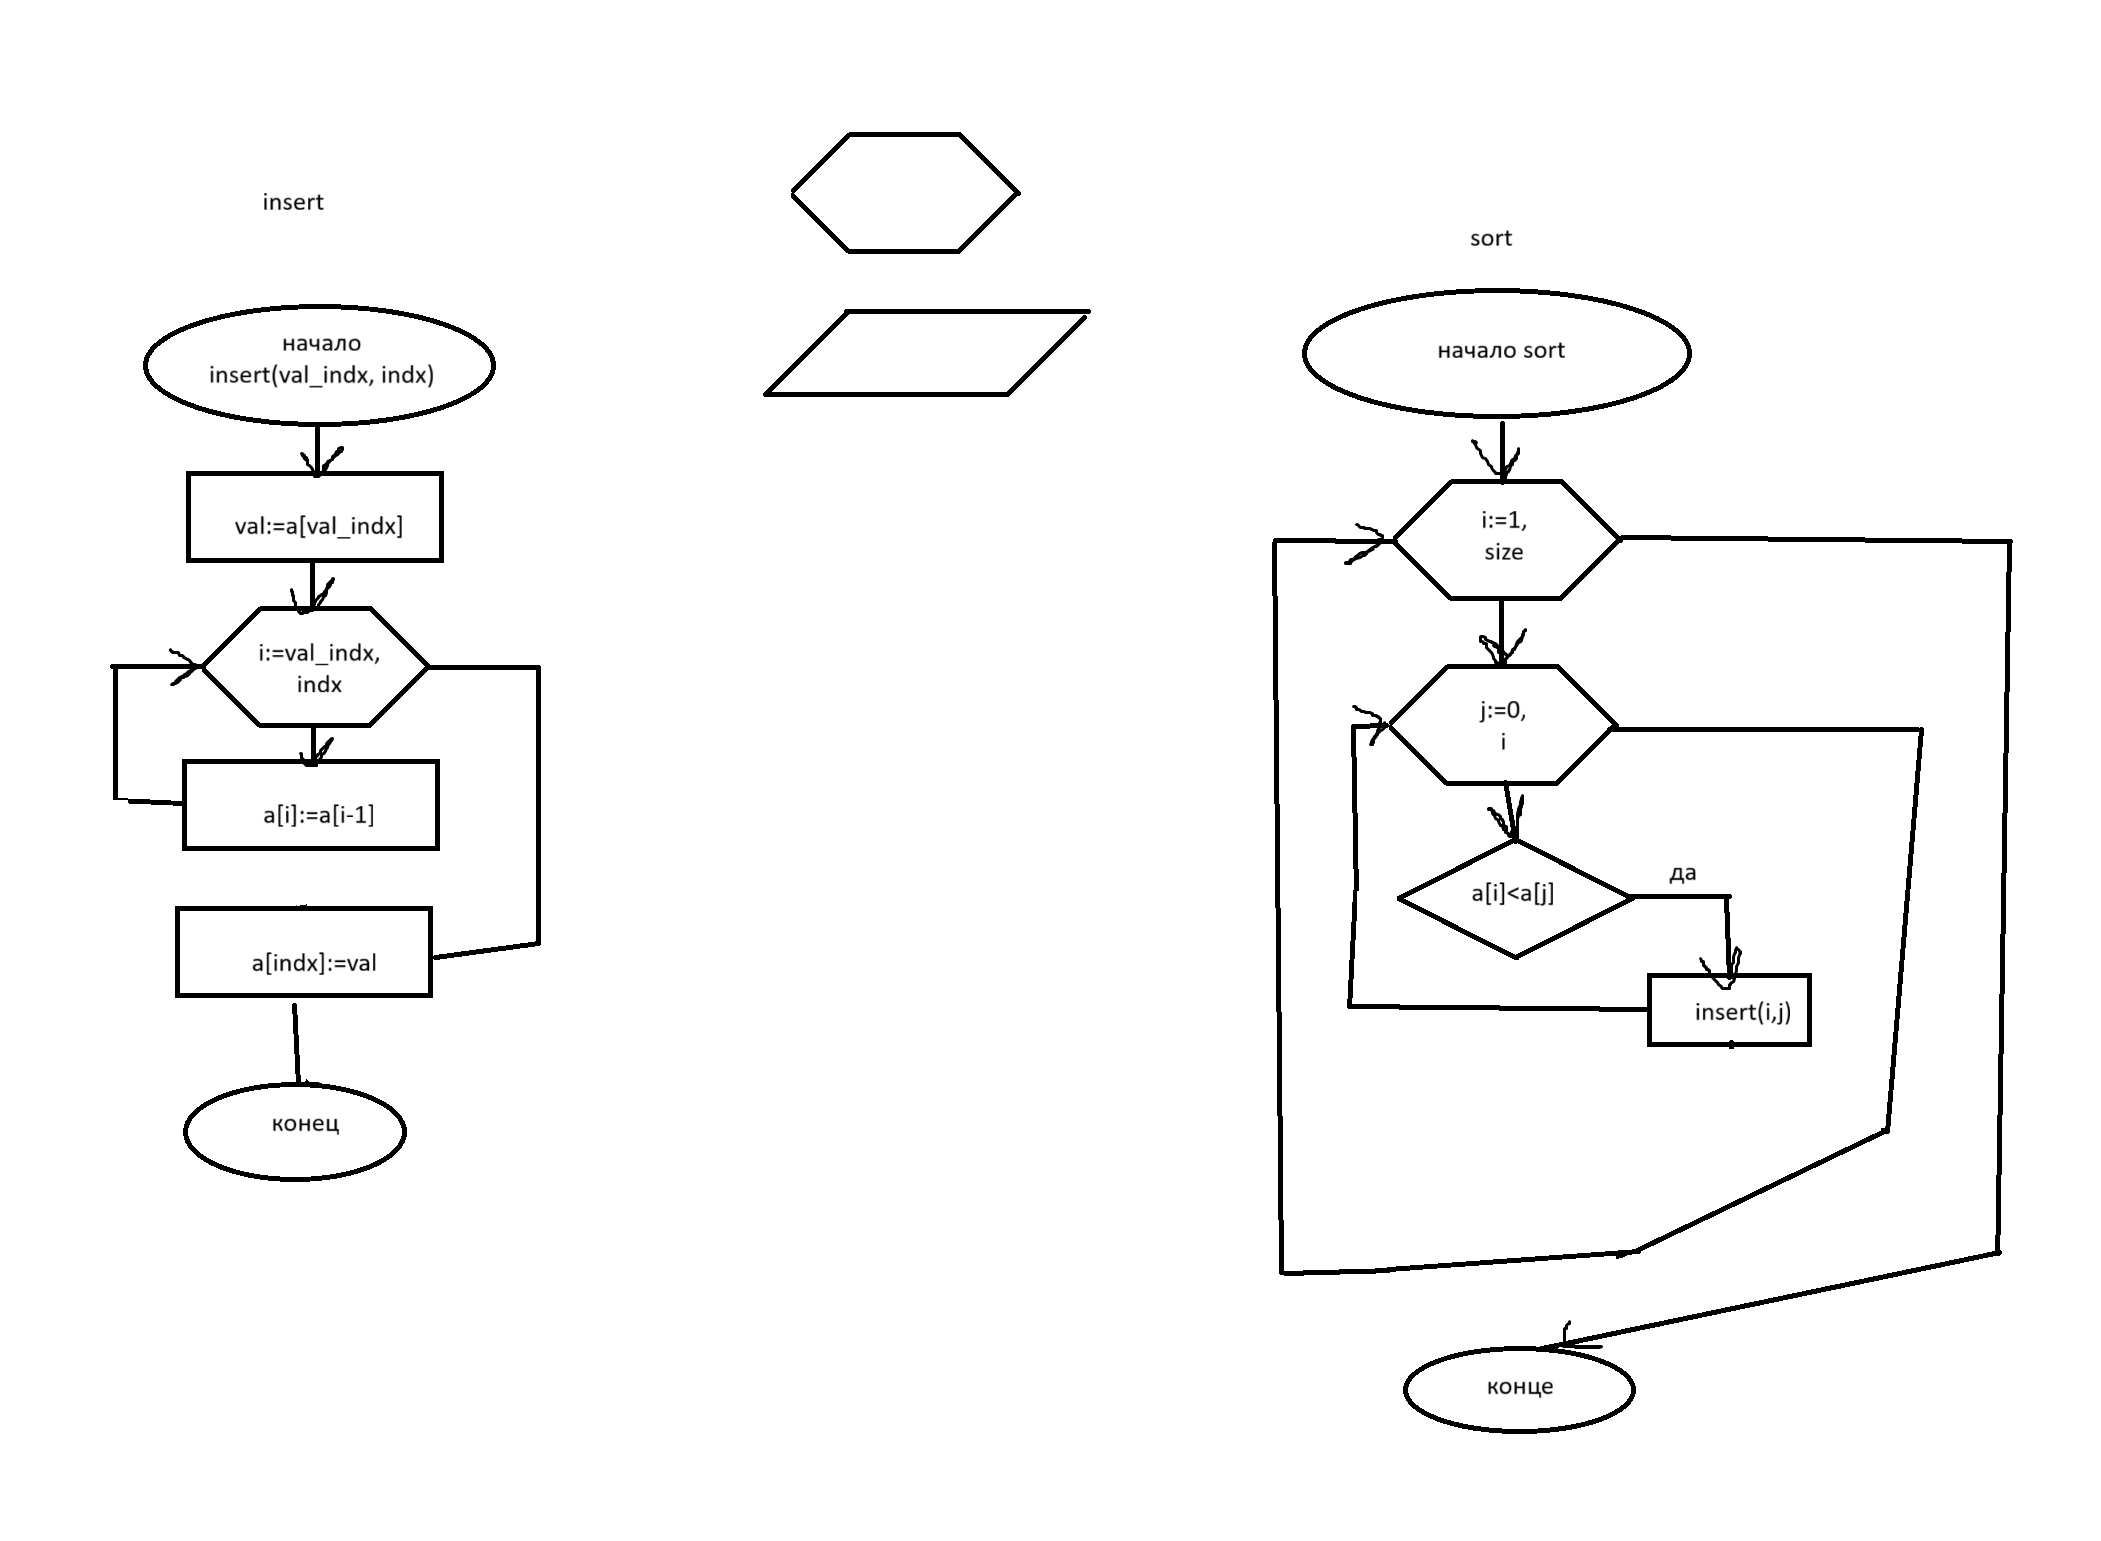 insert
начало
insert(val_indx, indx)
val:=a[val_indx]
i:=val_indx,
indx
a[i]:=a[i-1]
a[indx]:=val
конец
sort
начало sort
i:=1,
size
j:=0,
i
a[i]<a[j]
да
insert(i,j)
конце